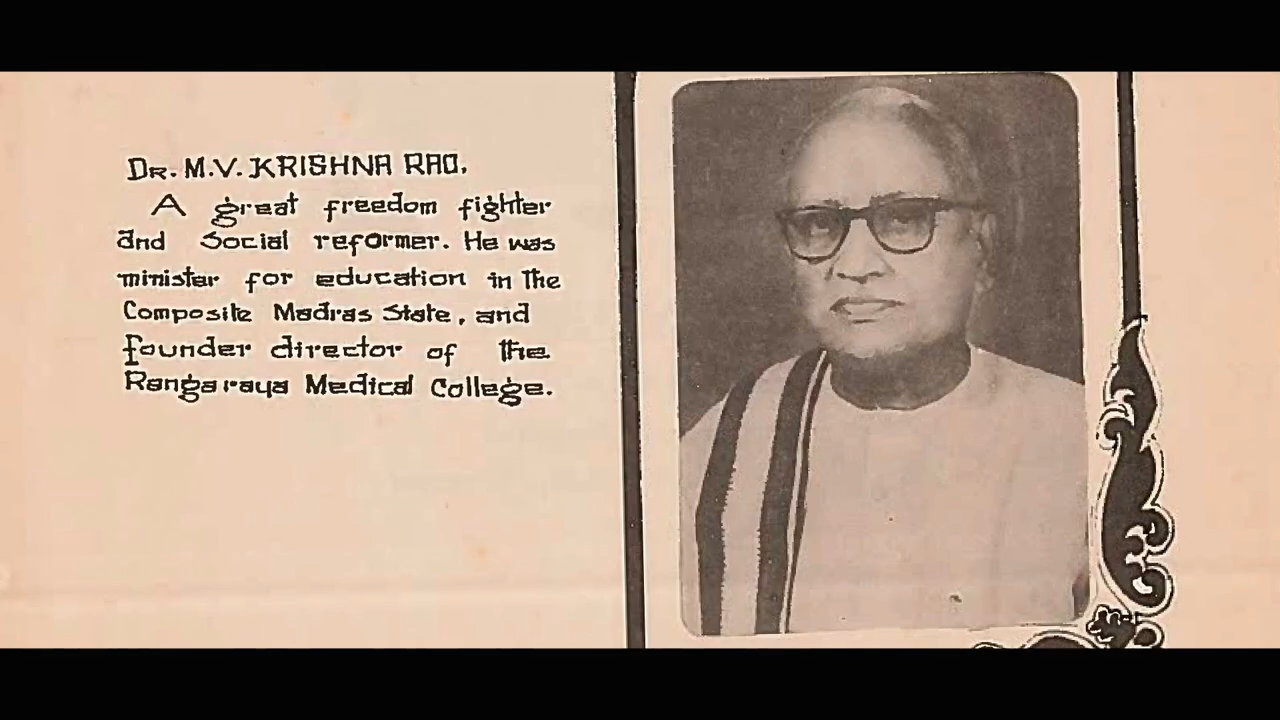 DR. M.V. KRISHNA RAO.
A great freedom fighter
and Social reformer. He was
minister for education in the
Composite Madras State, and
founder director of the
Rangaraya Medical College.